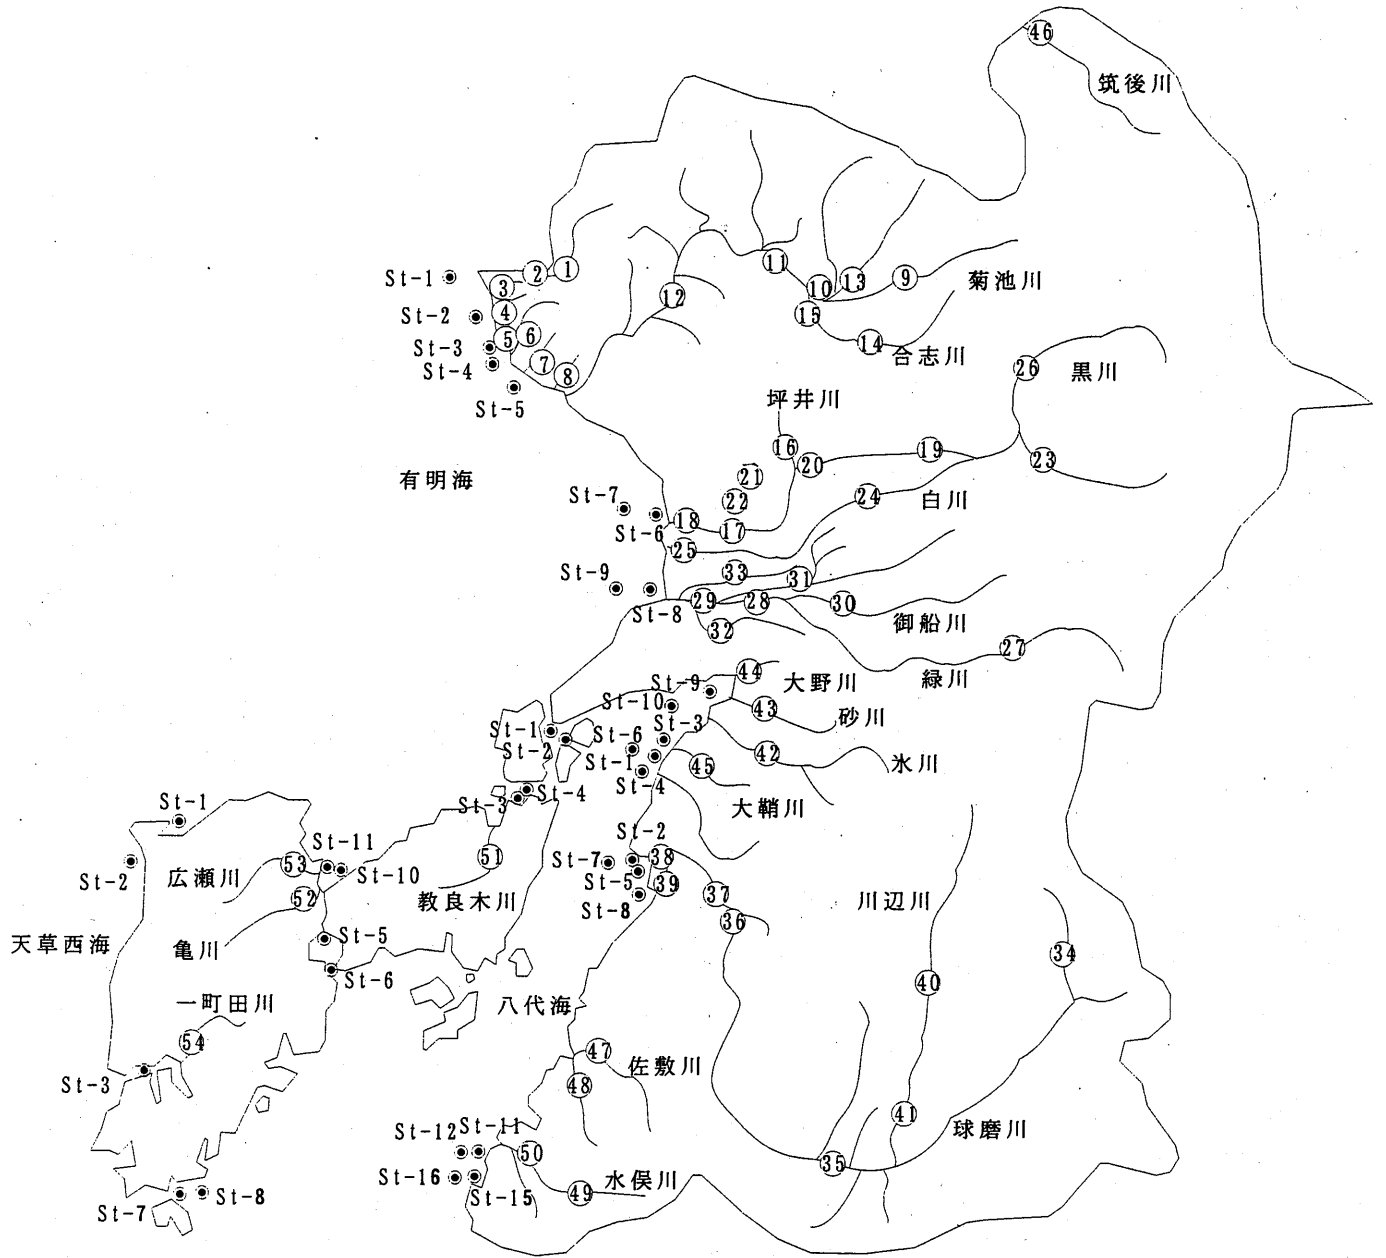 46
筑後川
St-1
2
1
3
11
10
13
9
菊池川
St-2
4
12
15
St-3
5
6
14
合志川
St-4
7
8
26
黒川
St-5
坪井川
16
20
19
23
有明海
21
St-7
22
24
白川
St-6
18
17
25
St-9
33
31
St-8
29
28
30
御船川
32
27
緑川
44
大野川
St-9
St-10
43
砂川
St-1
St-2
St-6
St-3
42
氷川
St-1
45
St-4
大鞘川
St-3
St-4
St-1
St-11
St-2
St-2
広瀬川
53
St-10
51
St-7
38
St-5
39
37
52
教良木川
St-8
36
川辺川
天草西海
亀川
St-5
34
St-6
40
一町田川
八代海
54
47
佐敷川
St-3
48
41
球磨川
St-12
St-11
50
35
St-16
St-15
49
水俣川
St-7
St-8